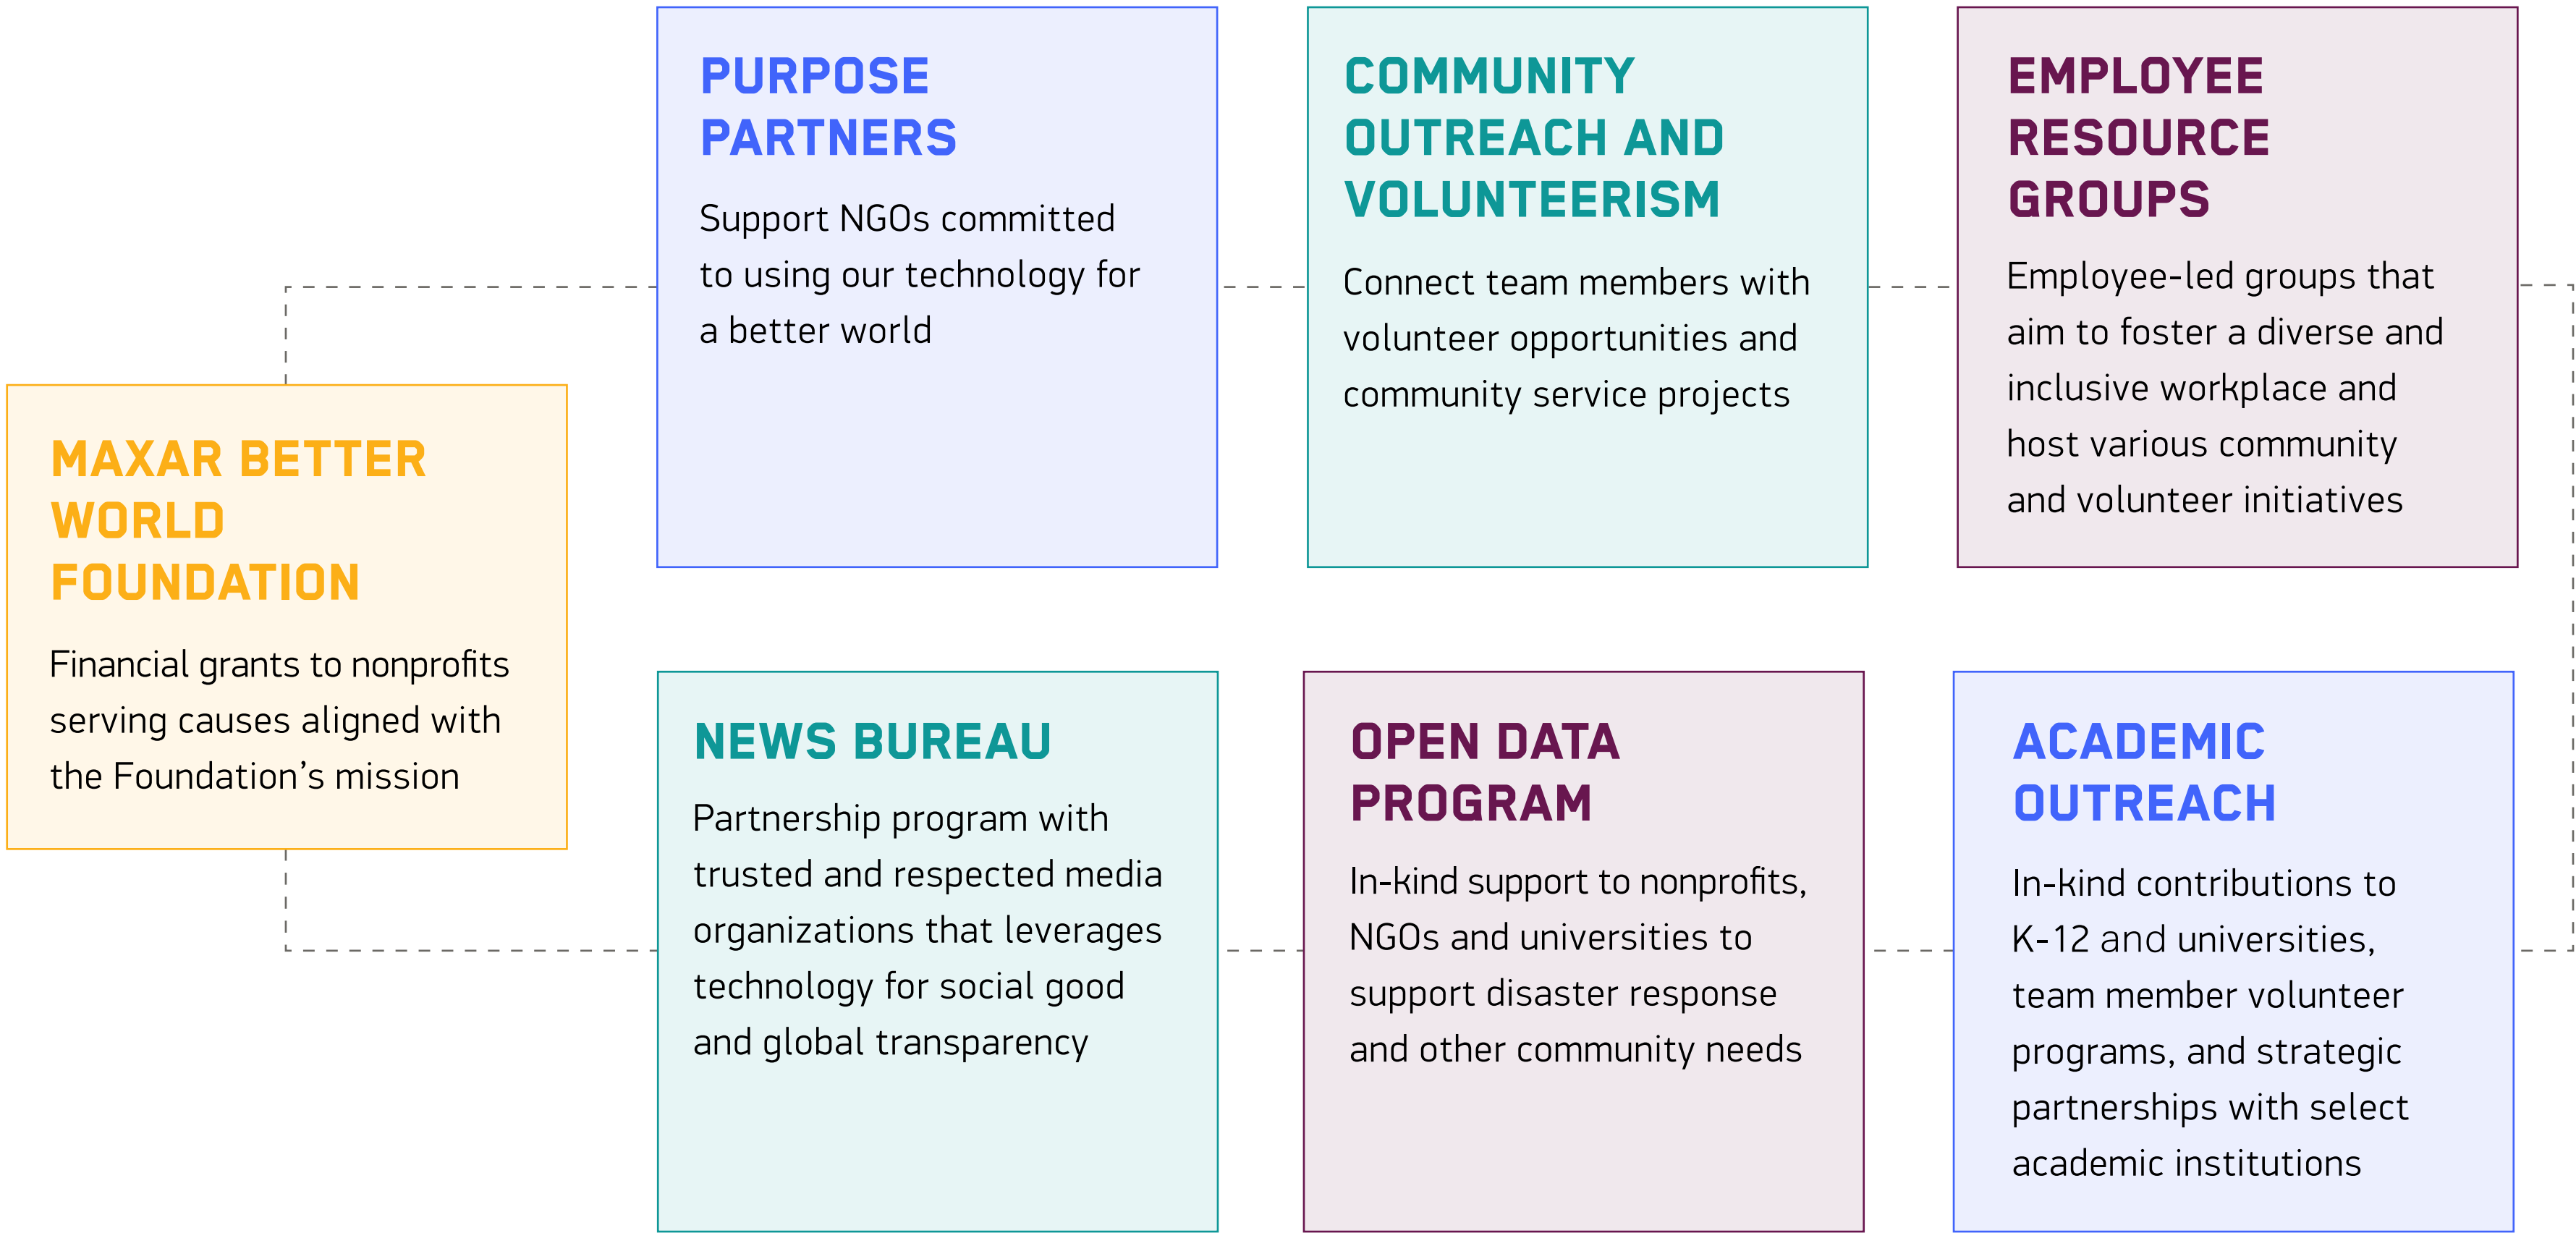 PURPOSE
PARTNERS
Support NGOs committed
to using our technology for
a better world
COMMUNITY
OUTREACH AND
VOLUNTEERISM
Connect team members with
volunteer opportunities and
community service projects
EMPLOYEE
RESOURCE
GROUPS
Employee-led groups that
aim to foster a diverse and
inclusive workplace and
host various community
and volunteer initiatives
MAXAR BETTER
WORLD
FOUNDATION
Financial grants to nonprofits
serving causes aligned with
the Foundation’s mission
NEWS BUREAU
Partnership program with
trusted and respected media
organizations that leverages
technology for social good
and global transparency
OPEN DATA
PROGRAM
In-kind support to nonprofits,
NGOs and universities to
support disaster response
and other community needs
ACADEMIC
OUTREACH
In-kind contributions to
K-12 and universities,
team member volunteer
programs, and strategic
partnerships with select
academic institutions